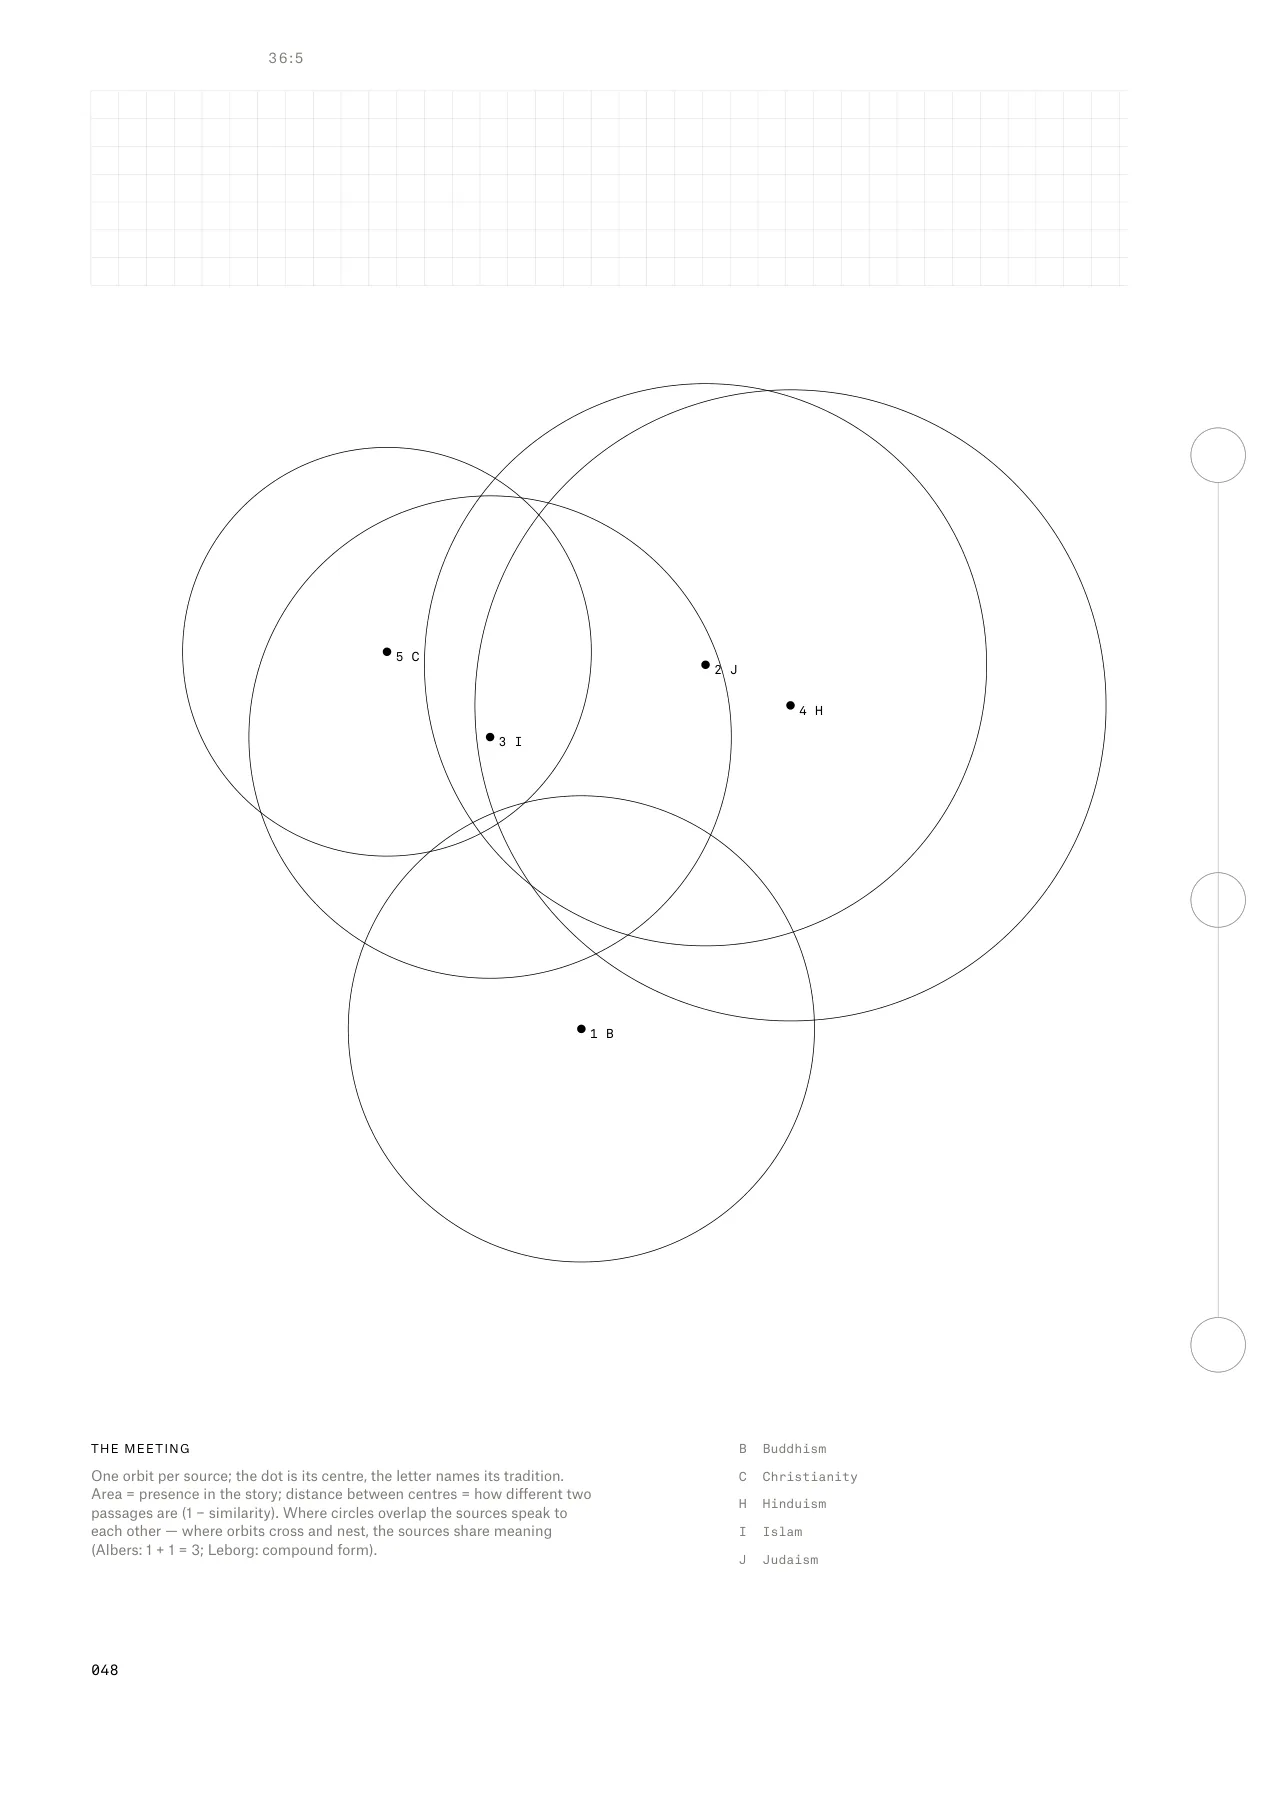 36:5
5 C
2 J
4 H
3 I
1 B
THE MEETING
One orbit per source; the dot is its centre, the letter names its tradition.
Area = presence in the story; distance between centres = how different two
passages are (1 − similarity). Where circles overlap the sources speak to
each other — where orbits cross and nest, the sources share meaning
(Albers: 1 + 1 = 3; Leborg: compound form).
B Buddhism
C Christianity
H Hinduism
I Islam
J Judaism
048